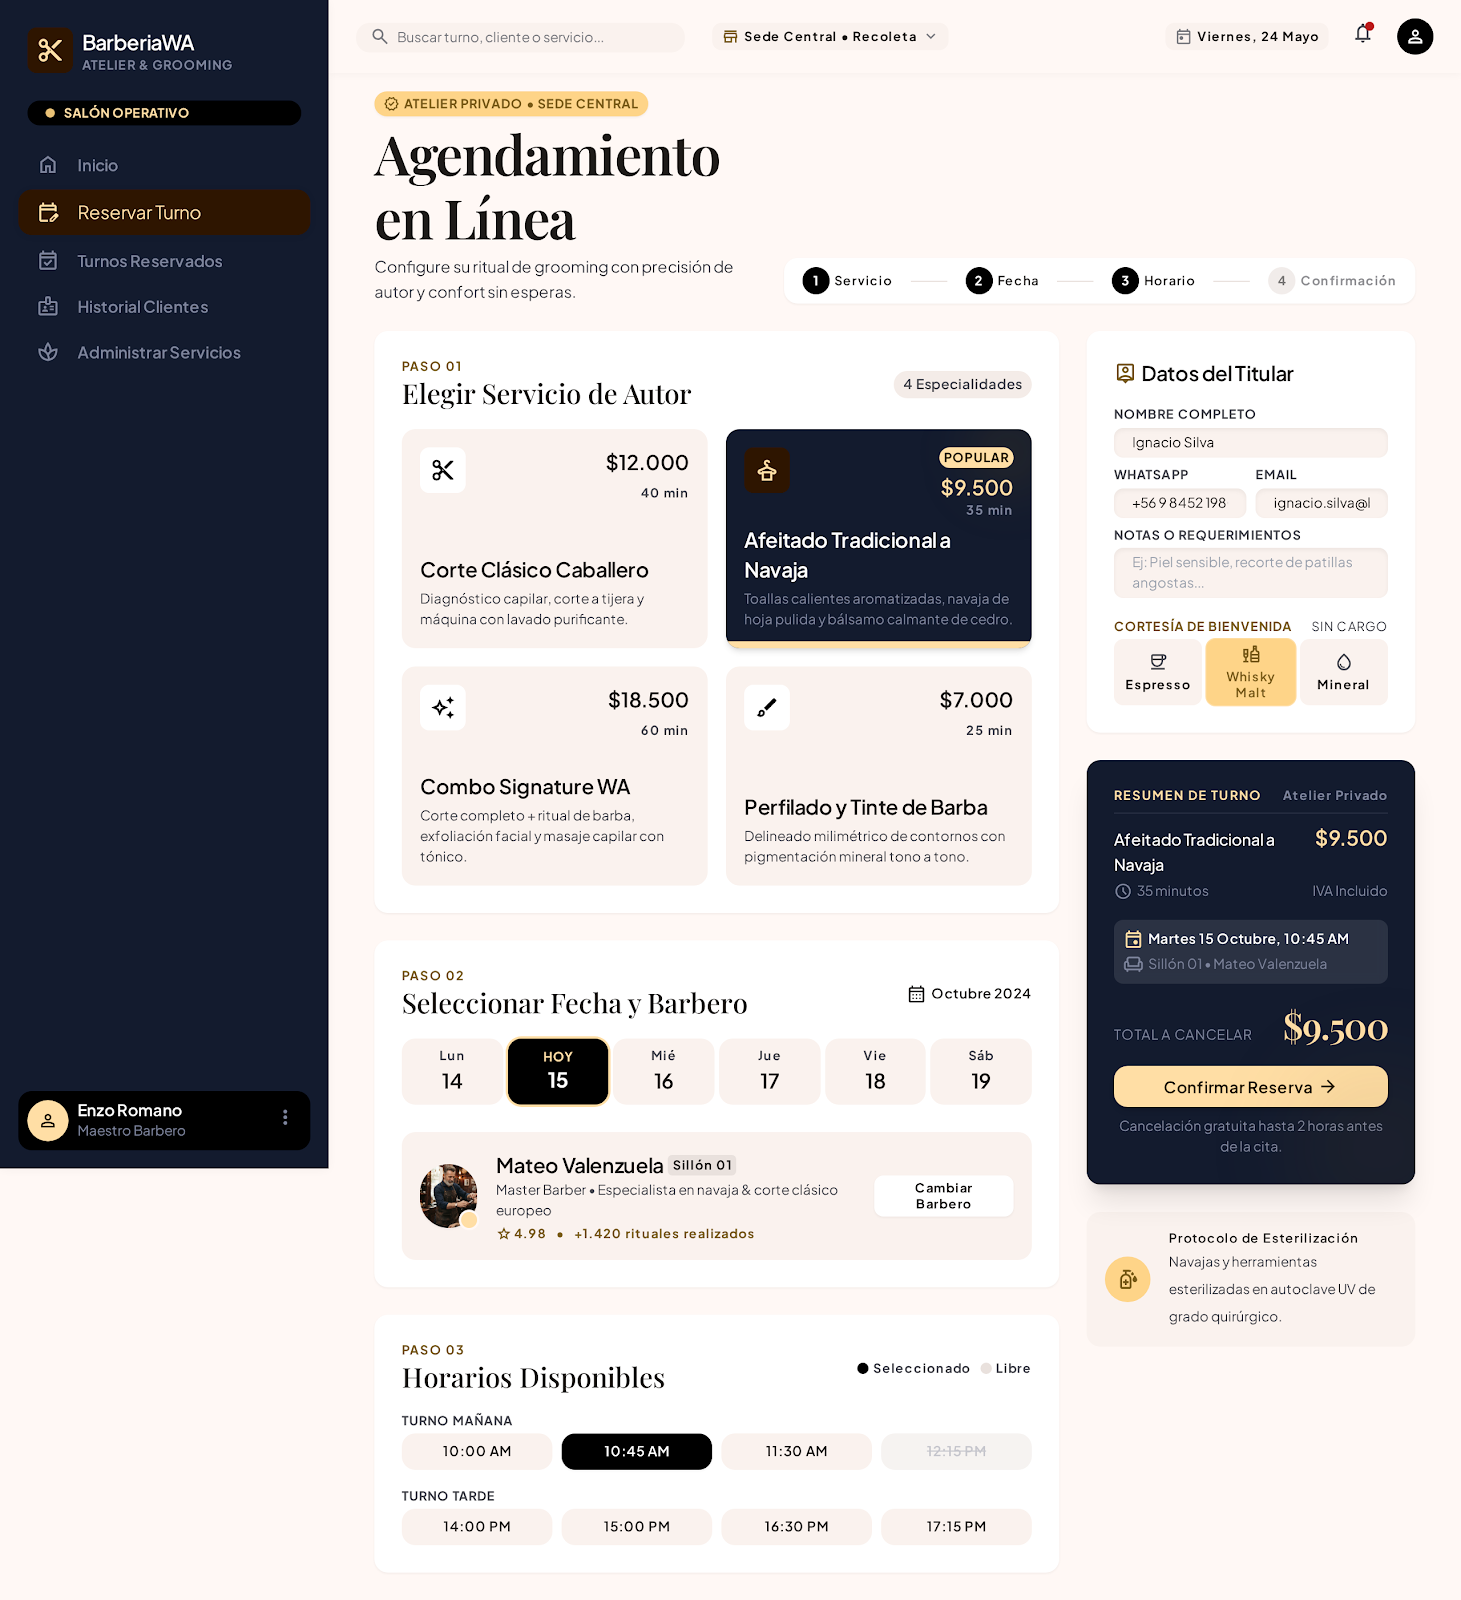 BarberiaWA
ATELIER & GROOMING
SALÓN OPERATIVO
Inicio
Reservar Turno
Turnos Reservados
Historial Clientes
Administrar Servicios
Enzo Romano
Maestro Barbero
Buscar turno, cliente o servicio...
Sede Central • Recoleta
Viernes, 24 Mayo
ATELIER PRIVADO • SEDE CENTRAL
Agendamiento
en Línea
Configure su ritual de grooming con precisión de
autor y confort sin esperas.
1 Servicio
2 Fecha
3 Horario
4 Confirmación
PASO 01
Elegir Servicio de Autor
4 Especialidades
$12.000
40 min
Corte Clásico Caballero
Diagnóstico capilar, corte a tijera y
máquina con lavado purificante.
POPULAR
$9.500
35 min
Afeitado Tradicional a
Navaja
Toallas calientes aromatizadas, navaja de
hoja pulida y bálsamo calmante de cedro.
$18.500
60 min
Combo Signature WA
Corte completo + ritual de barba,
exfoliación facial y masaje capilar con
tónico.
$7.000
25 min
Perfilado y Tinte de Barba
Delineado milimétrico de contornos con
pigmentación mineral tono a tono.
PASO 02
Seleccionar Fecha y Barbero
Octubre 2024
Lun
14
HOY
15
Mié
16
Jue
17
Vie
18
Sáb
19
Mateo Valenzuela Sillón 01
Master Barber • Especialista en navaja & corte clásico
europeo
4.98 • +1.420 rituales realizados
Cambiar
Barbero
PASO 03
Horarios Disponibles
Seleccionado
Libre
TURNO MAÑANA
10:00 AM
10:45 AM
11:30 AM
12:15 PM
TURNO TARDE
14:00 PM
15:00 PM
16:30 PM
17:15 PM
Datos del Titular
NOMBRE COMPLETO
Ignacio Silva
WHATSAPP
EMAIL
+56 9 8452 198
ignacio.silva@l
NOTAS O REQUERIMIENTOS
Ej: Piel sensible, recorte de patillas
angostas...
CORTESÍA DE BIENVENIDA
SIN CARGO
Espresso
Whisky
Malt
Mineral
RESUMEN DE TURNO
Atelier Privado
Afeitado Tradicional a
Navaja
$9.500
35 minutos
IVA Incluido
Martes 15 Octubre, 10:45 AM
Sillón 01 • Mateo Valenzuela
TOTAL A CANCELAR
$9.500
Confirmar Reserva →
Cancelación gratuita hasta 2 horas antes
de la cita.
Protocolo de Esterilización
Navajas y herramientas
esterilizadas en autoclave UV de
grado quirúrgico.